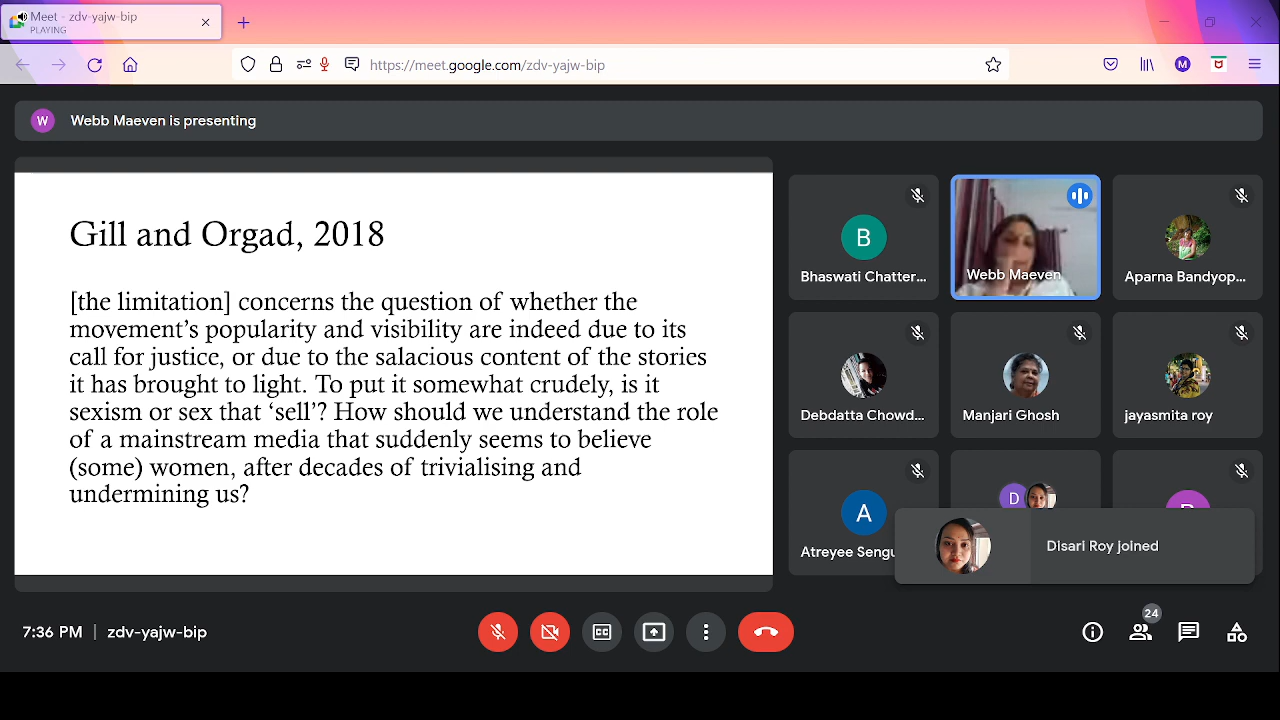 Meet - zdv-yajw-bip
PLAYING
https://meet.google.com/zdv-yajw-bip
M
W
Webb Maeven is presenting
Gill and Orgad, 2018
[the limitation] concerns the question of whether the
movement's popularity and visibility are indeed due to its
call for justice, or due to the salacious content of the stories
it has brought to light. To put it somewhat crudely, is it
sexism or sex that 'sell'? How should we understand the role
of a mainstream media that suddenly seems to believe
(some) women, after decades of trivialising and
undermining us?
B
Bhaswati Chatter...
Webb Maeven
Aparna Bandyop...
Debdatta Chowd...
Manjari Ghosh
jayasmita roy
A
Atreyee Sengu
D
Disari Roy joined
7:36 PM | zdv-yajw-bip
CC
24